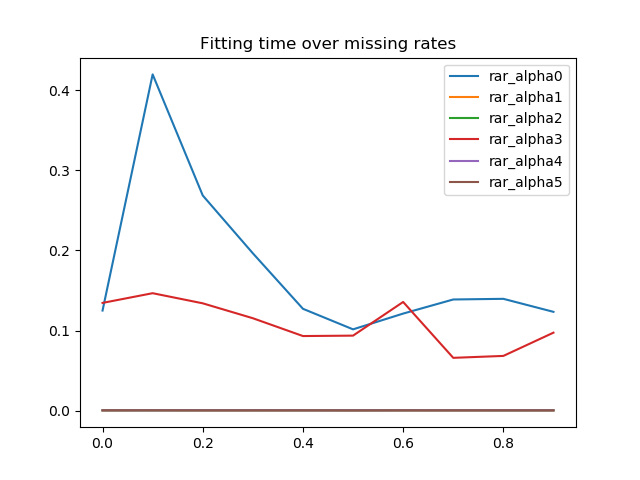 Fitting time over missing rates
rar_alpha0
rar_alpha1
rar_alpha2
rar_alpha3
rar_alpha4
rar_alpha5
0.4
0.3
0.2
0.1
0.0
0.0 0.2 0.4 0.6 0.8